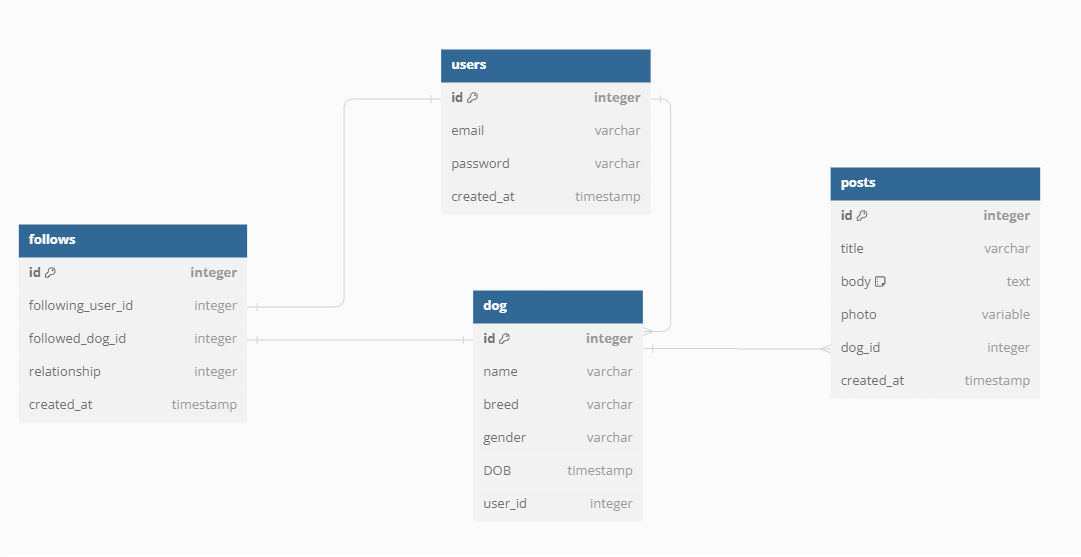 users
id integer
email varchar
password varchar
created_at timestamp
posts
id integer
title varchar
body text
photo variable
dog_id integer
created_at timestamp
follows
id integer
following_user_id integer
followed_dog_id integer
relationship integer
created_at timestamp
dog
id integer
name varchar
breed varchar
gender varchar
DOB timestamp
user_id integer